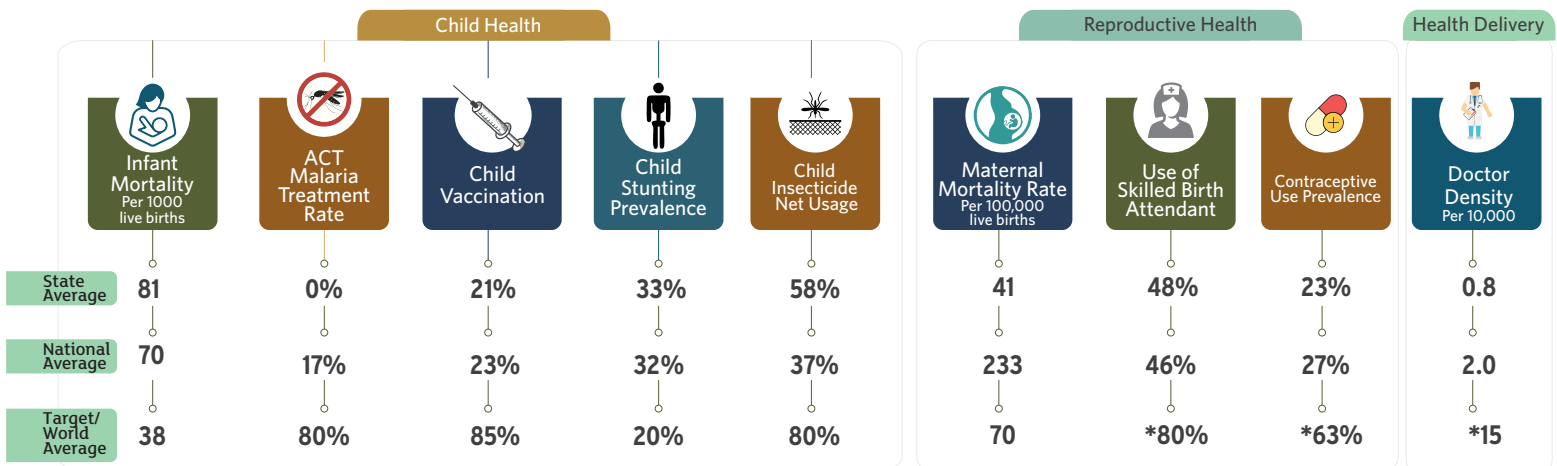 Child Health
Reproductive Health
Health Delivery
Infant
Mortality
Per 1000
live births
ACT
Malaria
Treatment
Rate
Child
Vaccination
Child
Stunting
Prevalence
Child
Insecticide
Net Usage
Maternal
Mortality Rate
Per 100,000
live births
Use of
Skilled Birth
Attendant
Contraceptive
Use Prevalence
Doctor
Density
Per 10,000
State
Average
81 0% 21% 33% 58% 41 48% 23% 0.8
National
Average
70 17% 23% 32% 37% 233 46% 27% 2.0
Target/
World
Average
38 80% 85% 20% 80% 70 *80% *63% *15